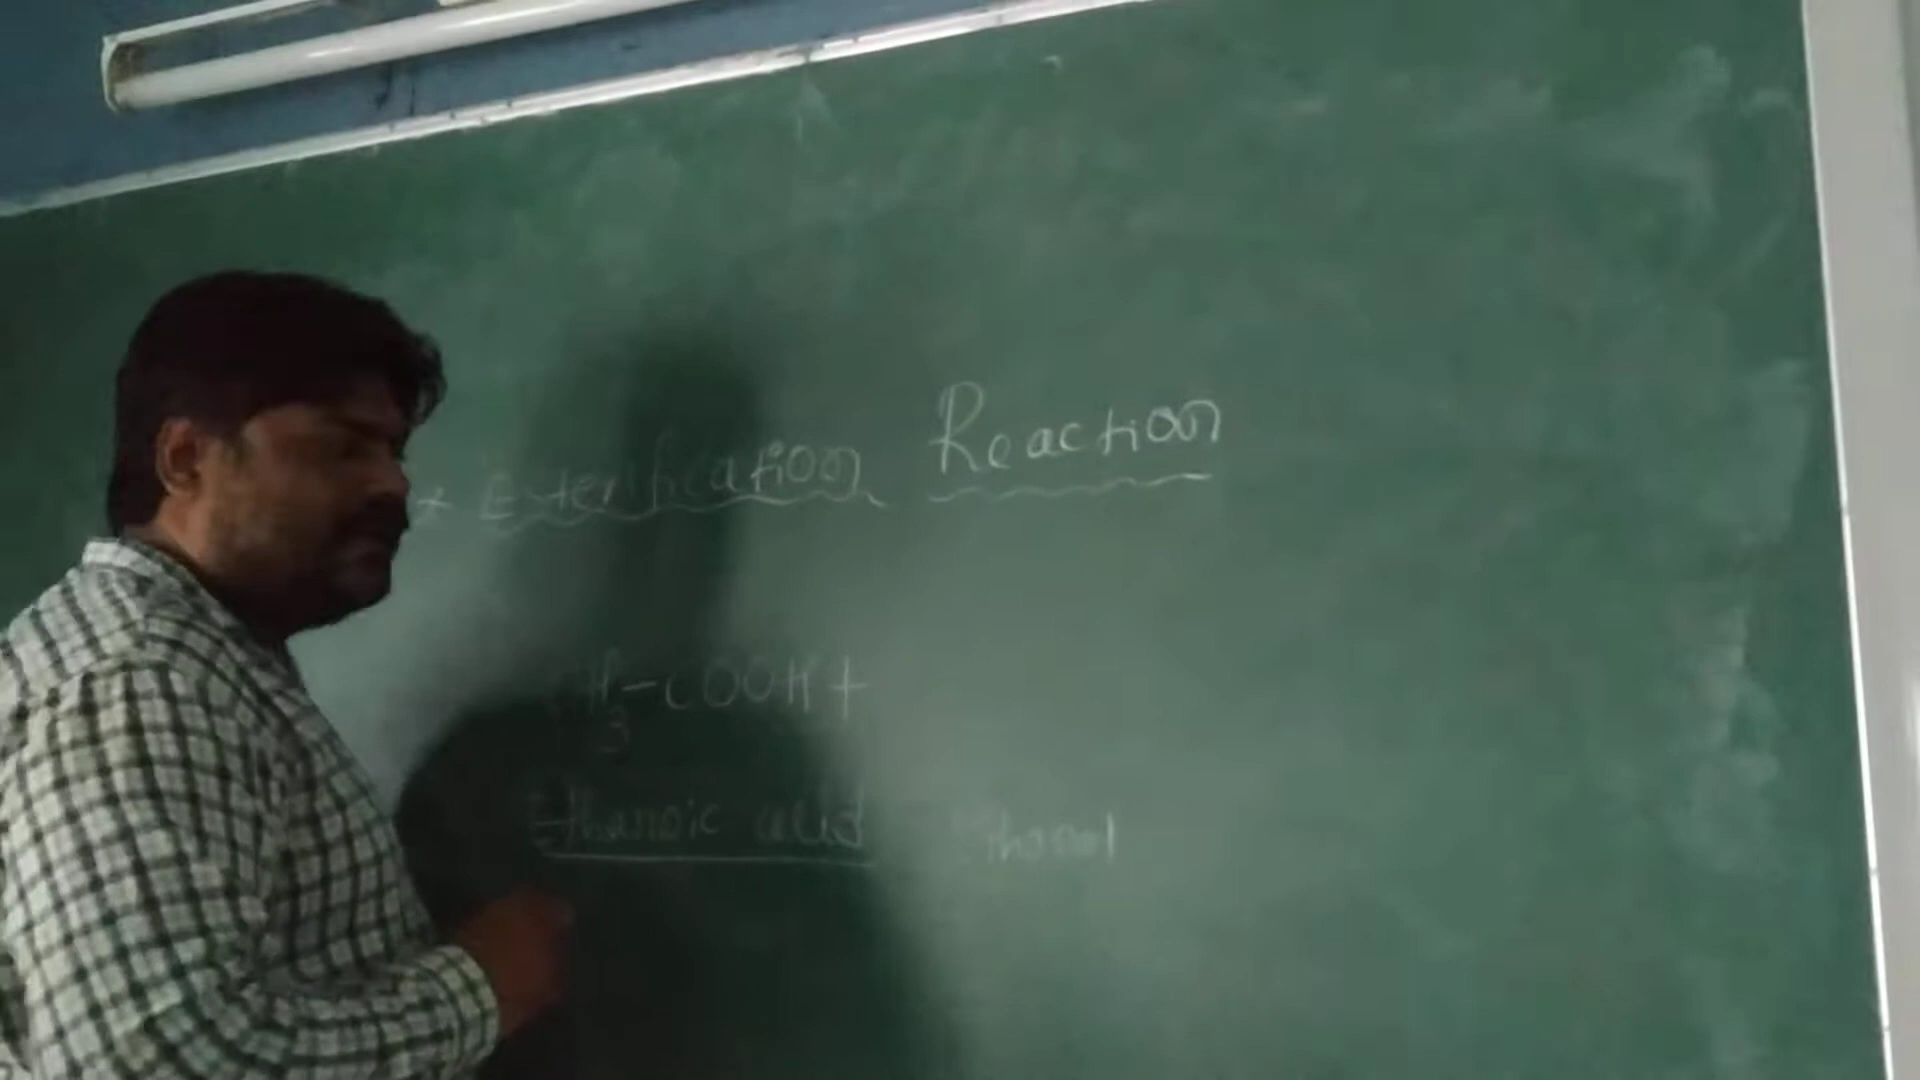 * Esterification Reaction
CH3-COOH +
Ethanoic acid Ethanol